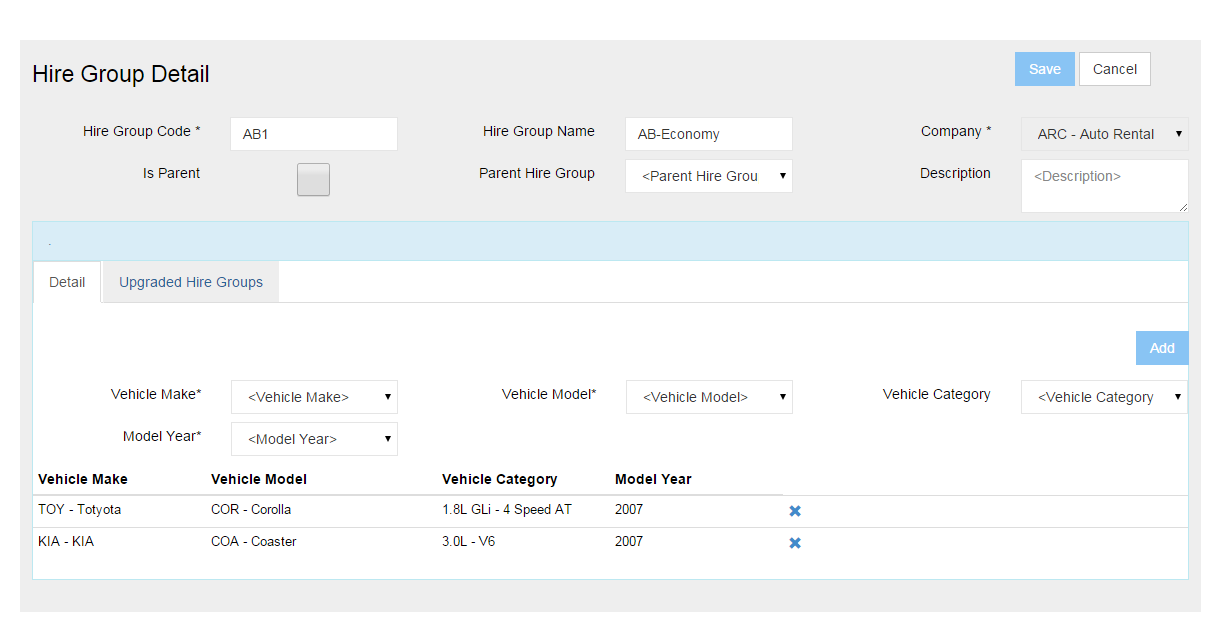 Hire Group Detail
Save Cancel
Hire Group Code * AB1 Hire Group Name AB-Economy Company * ARC - Auto Rental
Is Parent Parent Hire Group <Parent Hire Grou Description <Description>
.
Detail Upgraded Hire Groups
Add
Vehicle Make* <Vehicle Make> Vehicle Model* <Vehicle Model> Vehicle Category <Vehicle Category
Model Year* <Model Year>
Vehicle Make Vehicle Model Vehicle Category Model Year
TOY - Totyota COR - Corolla 1.8L GLi - 4 Speed AT 2007
KIA - KIA COA - Coaster 3.0L - V6 2007